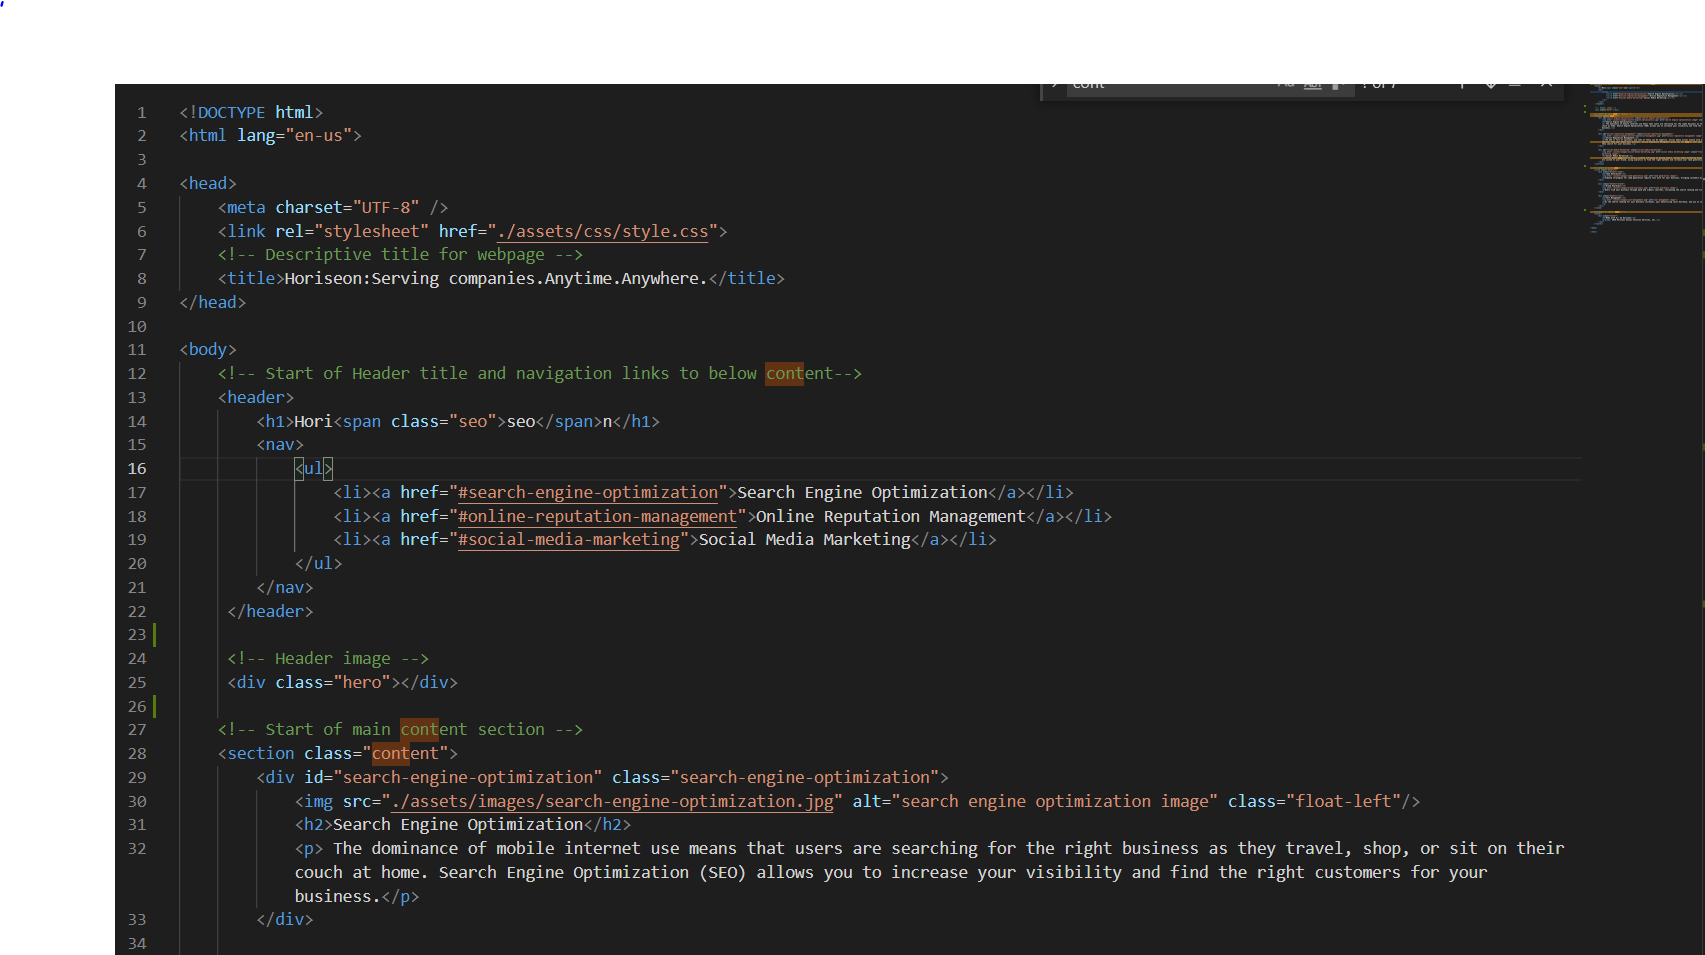 cont
1 <!DOCTYPE html>
2 <html lang="en-us">
3
4 <head>
5 <meta charset="UTF-8" />
6 <link rel="stylesheet" href="./assets/css/style.css">
7 <!-- Descriptive title for webpage -->
8 <title>Horiseon:Serving companies.Anytime.Anywhere.</title>
9 </head>
10
11 <body>
12 <!-- Start of Header title and navigation links to below content-->
13 <header>
14 <h1>Hori<span class="seo">seo</span>n</h1>
15 <nav>
16 <ul>
17 <li><a href="#search-engine-optimization">Search Engine Optimization</a></li>
18 <li><a href="#online-reputation-management">Online Reputation Management</a></li>
19 <li><a href="#social-media-marketing">Social Media Marketing</a></li>
20 </ul>
21 </nav>
22 </header>
23
24 <!-- Header image -->
25 <div class="hero"></div>
26
27 <!-- Start of main content section -->
28 <section class="content">
29 <div id="search-engine-optimization" class="search-engine-optimization">
30 <img src="./assets/images/search-engine-optimization.jpg" alt="search engine optimization image" class="float-left"/>
31 <h2>Search Engine Optimization</h2>
32 <p> The dominance of mobile internet use means that users are searching for the right business as they travel, shop, or sit on their
couch at home. Search Engine Optimization (SEO) allows you to increase your visibility and find the right customers for your
business.</p>
33 </div>
34